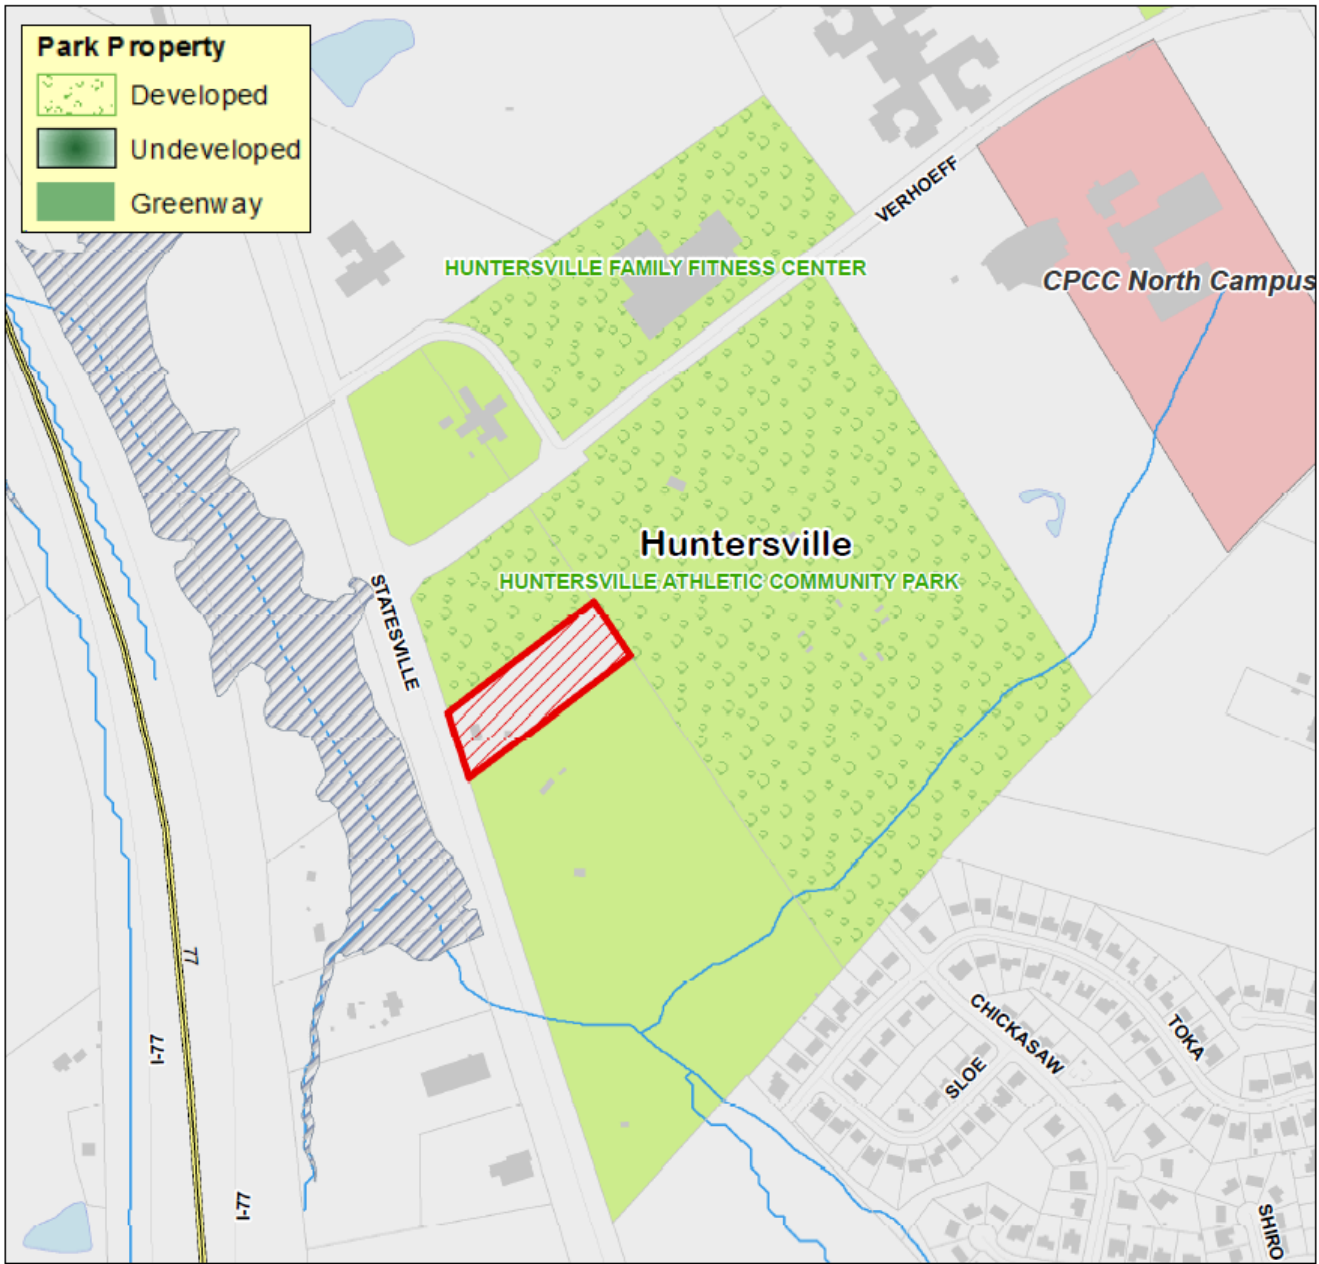 Park Property
Developed
Undeveloped
Greenway
VERHOEFF
HUNTERSVILLE FAMILY FITNESS CENTER
CPCC North Campus
Huntersville
HUNTERSVILLE ATHLETIC COMMUNITY PARK
STATESVILLE
77
I-77
I-77
CHICKASAW
TOKA
SLOE
SHIRO